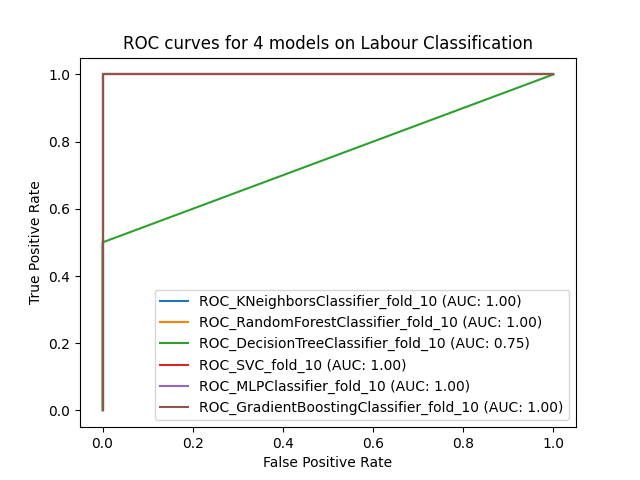 ROC curves for 4 models on Labour Classification
True Positive Rate
1.0
0.8
0.6
0.4
0.2
0.0
ROC_KNeighborsClassifier_fold_10 (AUC: 1.00)
ROC_RandomForestClassifier_fold_10 (AUC: 1.00)
ROC_DecisionTreeClassifier_fold_10 (AUC: 0.75)
ROC_SVC_fold_10 (AUC: 1.00)
ROC_MLPClassifier_fold_10 (AUC: 1.00)
ROC_GradientBoostingClassifier_fold_10 (AUC: 1.00)
0.0 0.2 0.4 0.6 0.8 1.0
False Positive Rate